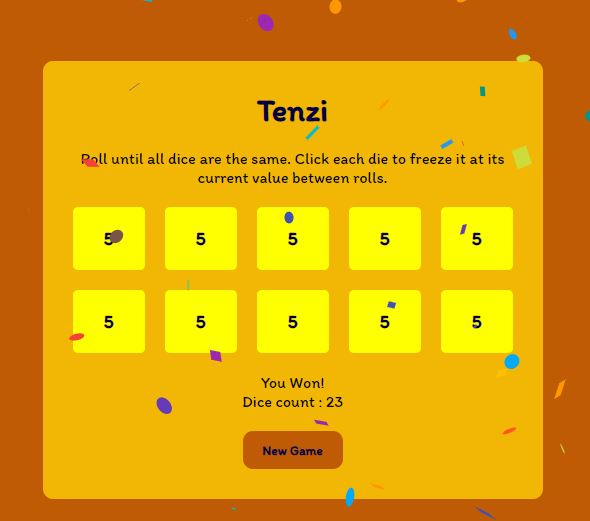 Tenzi
Roll until all dice are the same. Click each die to freeze it at its
current value between rolls.
5 5 5 5 5
5 5 5 5 5
You Won!
Dice count : 23
New Game